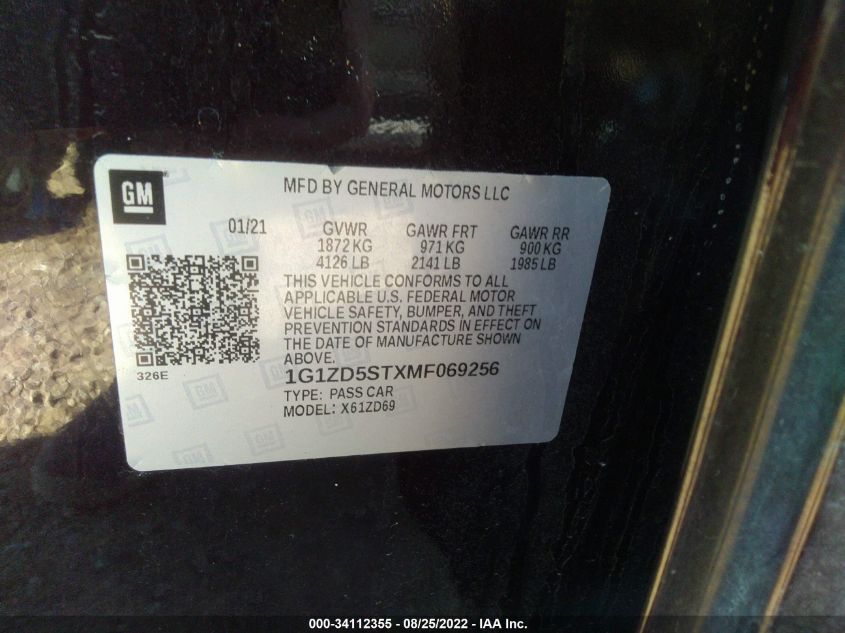 GM
MFD BY GENERAL MOTORS LLC
01/21 GVWR GAWR FRT GAWR RR
1872 KG 971 KG 900 KG
4126 LB 2141 LB 1985 LB
THIS VEHICLE CONFORMS TO ALL
APPLICABLE U.S. FEDERAL MOTOR
VEHICLE SAFETY, BUMPER, AND THEFT
PREVENTION STANDARDS IN EFFECT ON
THE DATE OF MANUFACTURE SHOWN
ABOVE.
326E
1G1ZD5STXMF069256
TYPE: PASS CAR
MODEL: X61ZD69
000-34112355 - 08/25/2022 - IAA Inc.